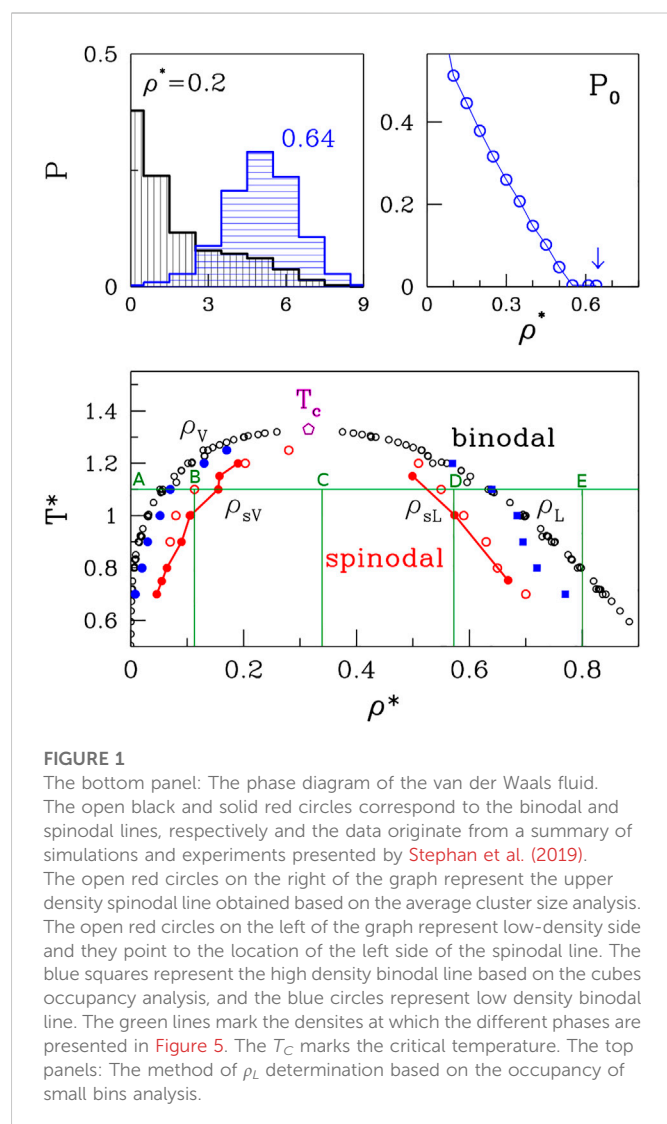 0.5
ρ*=0.2
0.64
P
0
0
3
6
9
P₀
0.4
0.2
0
0
0.3
0.6
ρ*
T_c
ρ_V
binodal
A
B
C
D
E
ρ_sV
ρ_sL
ρ_L
spinodal
T*
1.4
1.2
1
0.8
0.6
0
0.2
0.4
0.6
0.8
ρ*
FIGURE 1
The bottom panel: The phase diagram of the van der Waals fluid.
The open black and solid red circles correspond to the binodal and
spinodal lines, respectively and the data originate from a summary of
simulations and experiments presented by Stephan et al. (2019).
The open red circles on the right of the graph represent the upper
density spinodal line obtained based on the average cluster size analysis.
The open red circles on the left of the graph represent low-density side
and they point to the location of the left side of the spinodal line. The
blue squares represent the high density binodal line based on the cubes
occupancy analysis, and the blue circles represent low density binodal
line. The green lines mark the densites at which the different phases are
presented in Figure 5. The T_C marks the critical temperature. The top
panels: The method of ρ_L determination based on the occupancy of
small bins analysis.